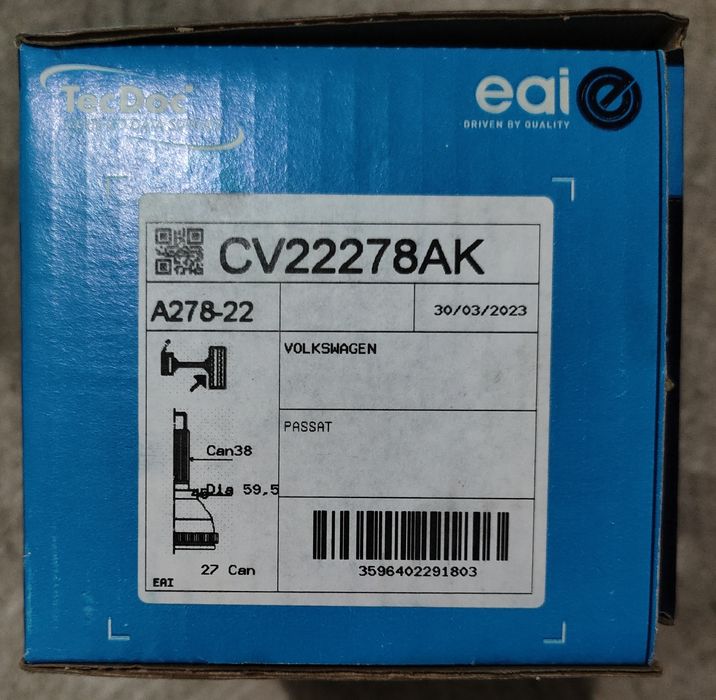 TecDoc
eai
DRIVEN BY QUALITY
CV22278AK
A278-22
30/03/2023
VOLKSWAGEN
PASSAT
Can38
Dia 59,5
27 Can
EAI
3596402291803